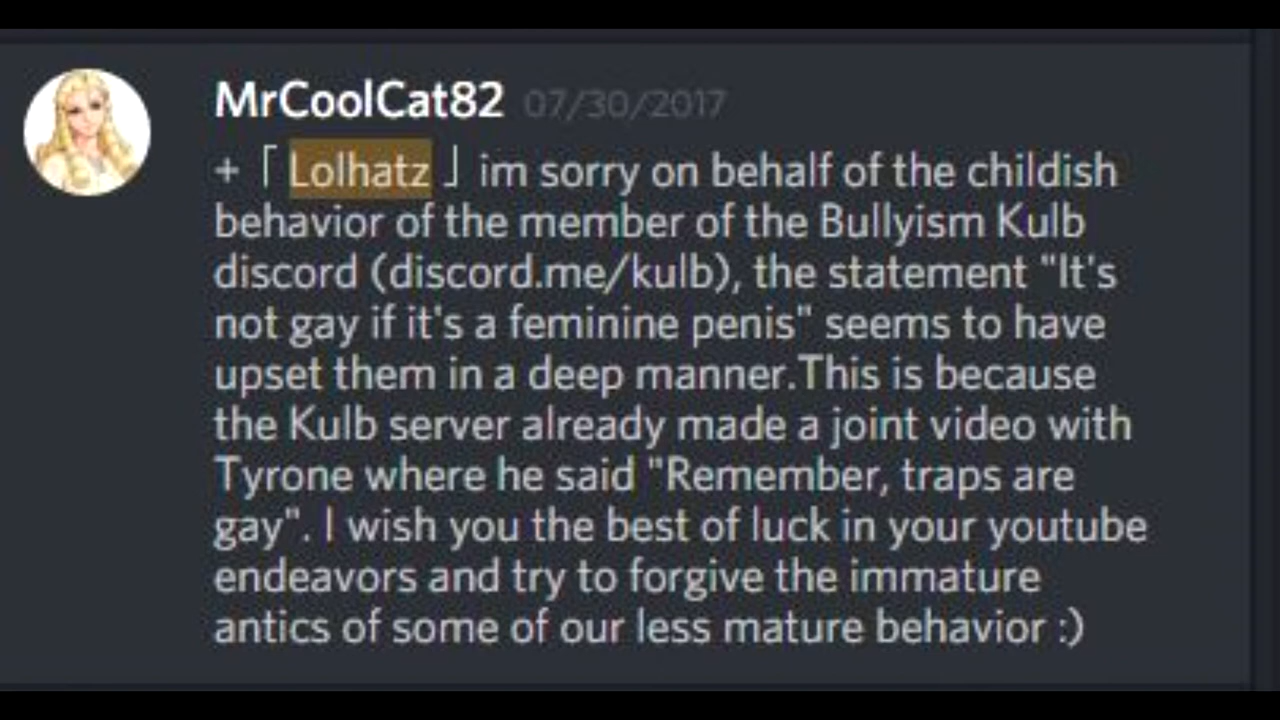 MrCoolCat82 07/30/2017
+「 Lolhatz 」 im sorry on behalf of the childish
behavior of the member of the Bullyism Kulb
discord (discord.me/kulb), the statement "It's
not gay if it's a feminine penis" seems to have
upset them in a deep manner.This is because
the Kulb server already made a joint video with
Tyrone where he said "Remember, traps are
gay". I wish you the best of luck in your youtube
endeavors and try to forgive the immature
antics of some of our less mature behavior :)